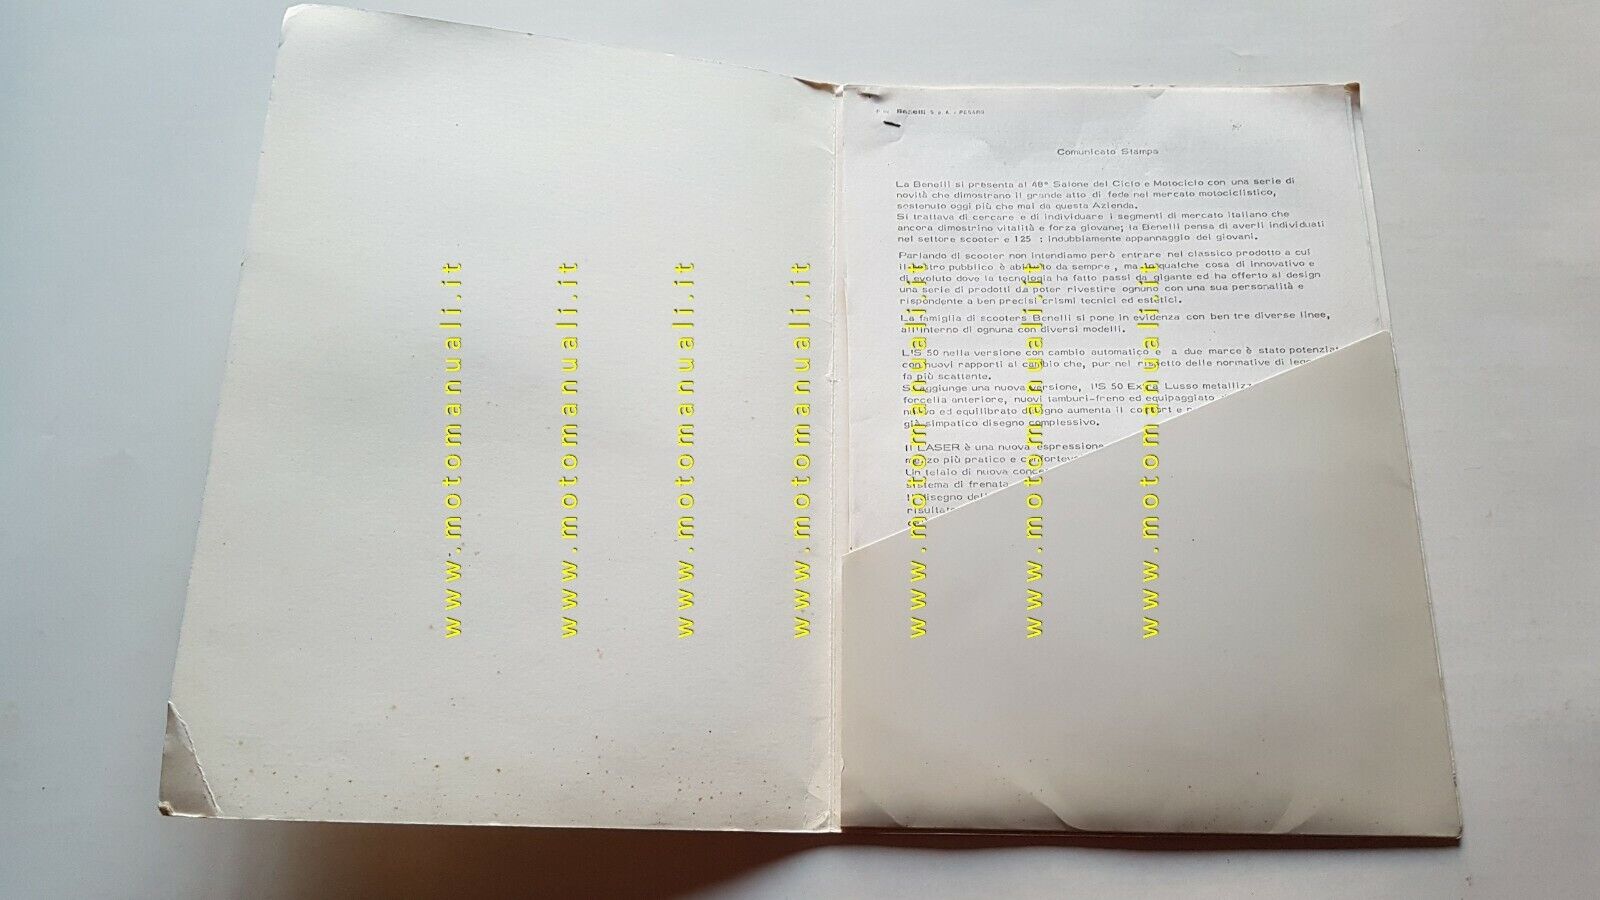 Benelli S.p.A. - PESARO
Comunicato Stampa
La Benelli si presenta al 48° Salone del Ciclo e Motociclo con una serie di
novità che dimostrano il grande atto di fede nel mercato motociclistico,
sostenuto oggi più che mai da questa Azienda.
Si trattava di cercare e di individuare i segmenti di mercato italiano che
ancora dimostrino vitalità e forza giovane; la Benelli pensa di averli individuati
nel settore scooter e 125 : indubbiamente appannaggio dei giovani.
Parlando di scooter non intendiamo però entrare nel classico prodotto a cui
il nostro pubblico è abituato da sempre , ma in qualche cosa di innovativo e
di evoluto dove la tecnologia ha fatto passi da gigante ed ha offerto al design
una serie di prodotti da poter rivestire ognuno con una sua personalità e
rispondente a ben precisi crismi tecnici ed estetici.
La famiglia di scooters Benelli si pone in evidenza con ben tre diverse linee,
all'interno di ognuna con diversi modelli.
L'S 50 nella versione con cambio automatico e a due marce è stato potenziat
con nuovi rapporti al cambio che, pur nel rispetto delle normative di legg
fa più scattante.
Si aggiunge una nuova versione, l'S 50 Extra Lusso metallizz
forcella anteriore, nuovi tamburi-freno ed equipaggiato
nuovo ed equilibrato disegno aumenta il confort e
già simpatico disegno complessivo.
Il LASER è una nuova espressione
mezzo più pratico e conforte
Un telaio di nuova conce
sistema di frenata
Il disegno del
risultat
www.motomanuali.it
www.motomanuali.it
www.motomanuali.it
www.motomanuali.it
www.motomanuali.it
www.motomanuali.it
www.motomanuali.it